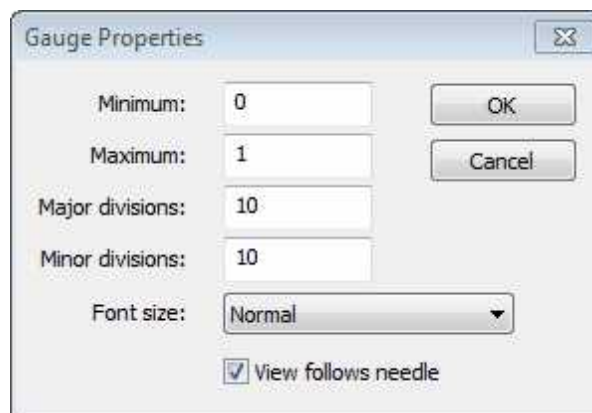 Gauge Properties
Minimum: 0 OK
Maximum: 1 Cancel
Major divisions: 10
Minor divisions: 10
Font size: Normal
View follows needle